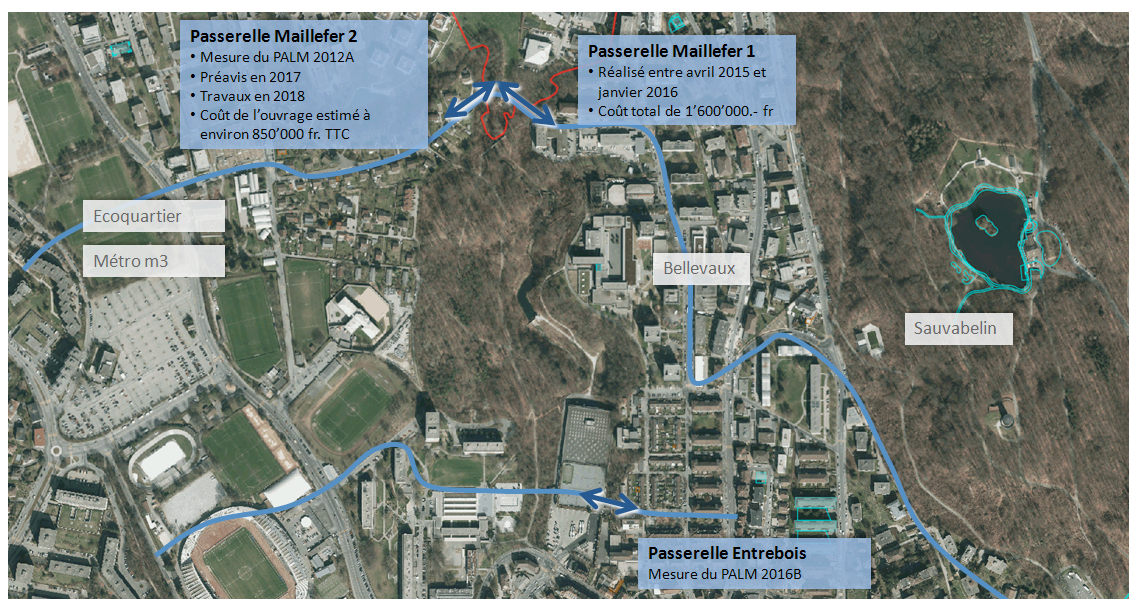 Passerelle Maillefer 2
• Mesure du PALM 2012A
• Préavis en 2017
• Travaux en 2018
• Coût de l’ouvrage estimé à
environ 850’000 fr. TTC
Passerelle Maillefer 1
• Réalisé entre avril 2015 et
janvier 2016
• Coût total de 1’600’000.- fr
Ecoquartier
Métro m3
Bellevaux
Sauvabelin
Passerelle Entrebois
Mesure du PALM 2016B